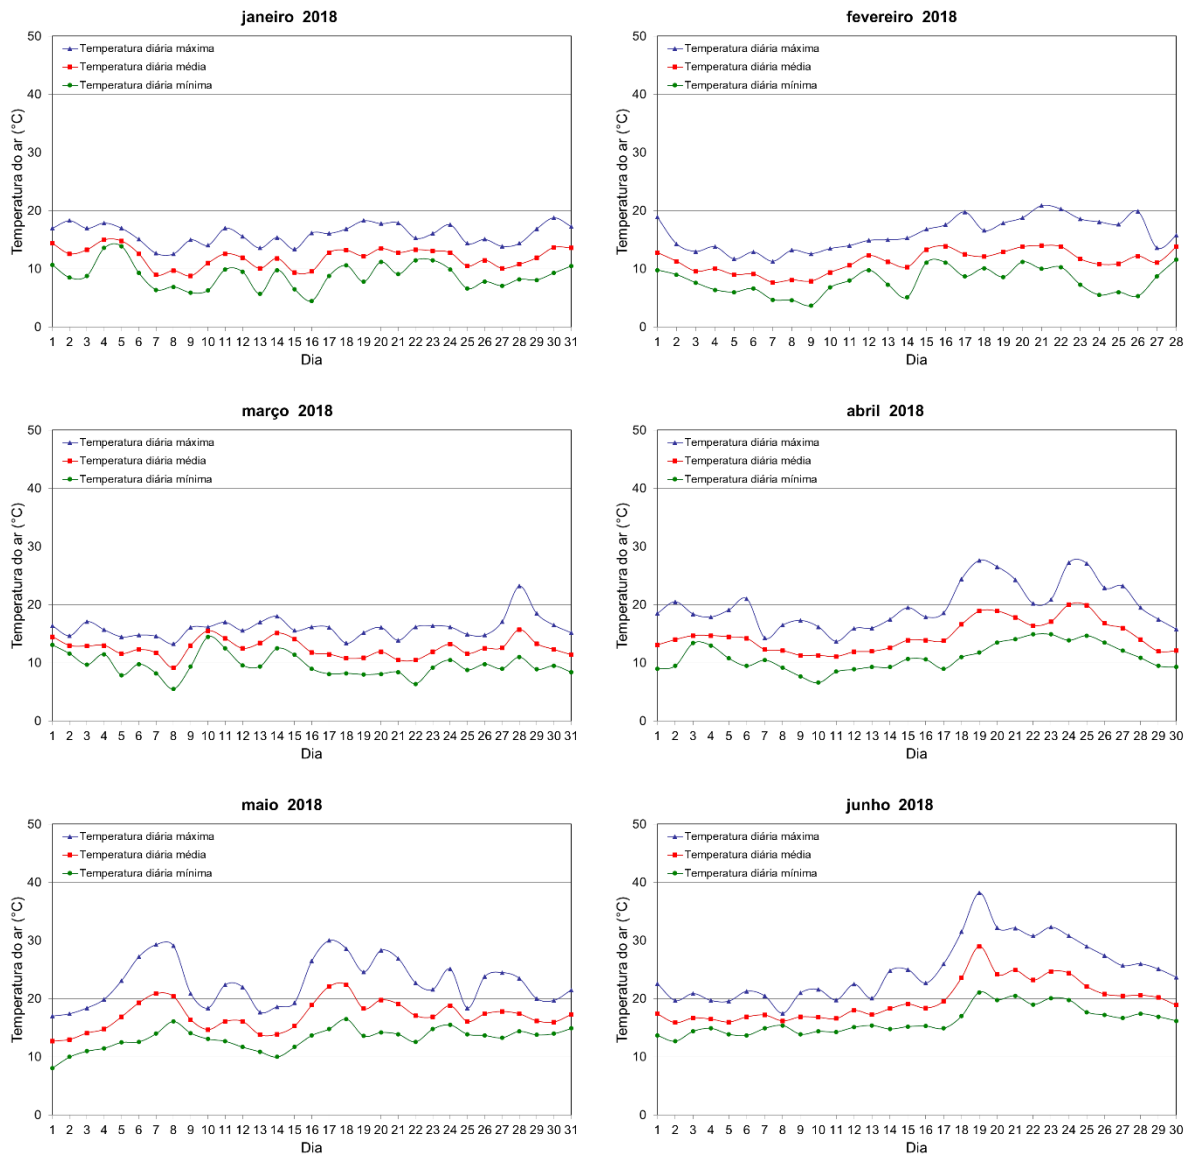 janeiro 2018
50
40
30
20
10
0
Temperatura do ar (°C)
Temperatura diária máxima
Temperatura diária média
Temperatura diária mínima
1 2 3 4 5 6 7 8 9 10 11 12 13 14 15 16 17 18 19 20 21 22 23 24 25 26 27 28 29 30 31
Dia
fevereiro 2018
50
40
30
20
10
0
Temperatura do ar (°C)
Temperatura diária máxima
Temperatura diária média
Temperatura diária mínima
1 2 3 4 5 6 7 8 9 10 11 12 13 14 15 16 17 18 19 20 21 22 23 24 25 26 27 28
Dia
março 2018
50
40
30
20
10
0
Temperatura do ar (°C)
Temperatura diária máxima
Temperatura diária média
Temperatura diária mínima
1 2 3 4 5 6 7 8 9 10 11 12 13 14 15 16 17 18 19 20 21 22 23 24 25 26 27 28 29 30 31
Dia
abril 2018
50
40
30
20
10
0
Temperatura do ar (°C)
Temperatura diária máxima
Temperatura diária média
Temperatura diária mínima
1 2 3 4 5 6 7 8 9 10 11 12 13 14 15 16 17 18 19 20 21 22 23 24 25 26 27 28 29 30
Dia
maio 2018
50
40
30
20
10
0
Temperatura do ar (°C)
Temperatura diária máxima
Temperatura diária média
Temperatura diária mínima
1 2 3 4 5 6 7 8 9 10 11 12 13 14 15 16 17 18 19 20 21 22 23 24 25 26 27 28 29 30 31
Dia
junho 2018
50
40
30
20
10
0
Temperatura do ar (°C)
Temperatura diária máxima
Temperatura diária média
Temperatura diária mínima
1 2 3 4 5 6 7 8 9 10 11 12 13 14 15 16 17 18 19 20 21 22 23 24 25 26 27 28 29 30
Dia